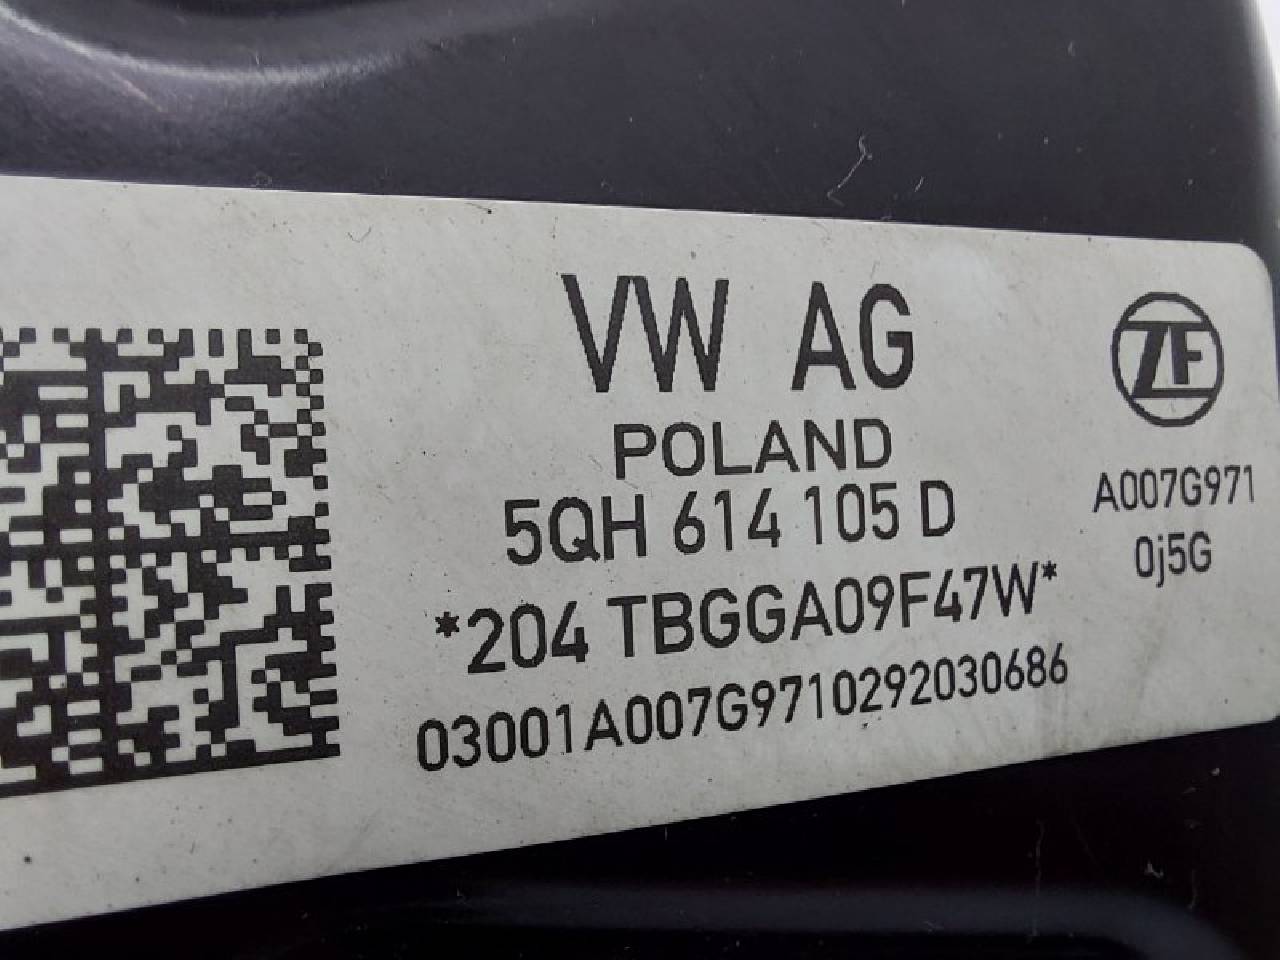 VW AG
POLAND
5QH 614 105 D
*204 TBGGA09F47W*
03001A007G9710292030686
ZF
A007G971
0j5G